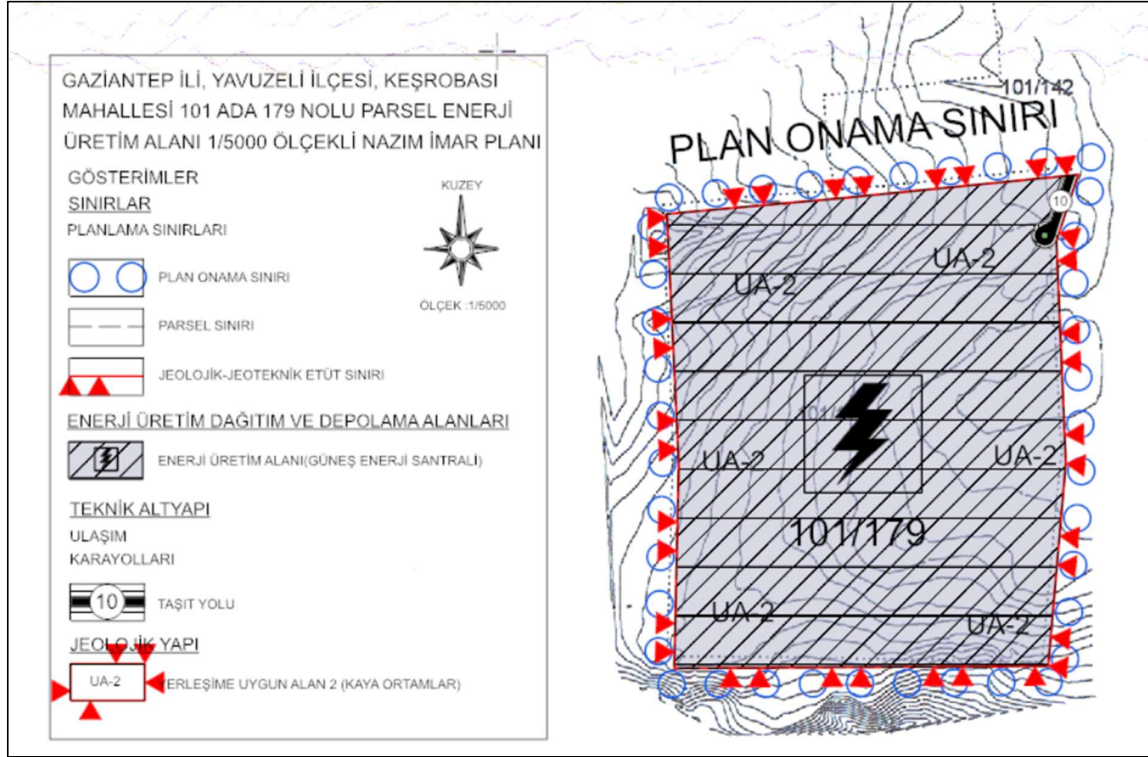 GAZİANTEP İLİ, YAVUZELİ İLÇESİ, KEŞROBASI
MAHALLESİ 101 ADA 179 NOLU PARSEL ENERJİ
ÜRETİM ALANI 1/5000 ÖLÇEKLİ NAZIM İMAR PLANI
GÖSTERİMLER
SINIRLAR
PLANLAMA SINIRLARI
KUZEY
ÖLÇEK :1/5000
PLAN ONAMA SINIRI
PARSEL SINIRI
JEOLOJİK-JEOTEKNİK ETÜT SINIRI
ENERJİ ÜRETİM DAĞITIM VE DEPOLAMA ALANLARI
ENERJİ ÜRETİM ALANI(GÜNEŞ ENERJİ SANTRALİ)
TEKNİK ALTYAPI
ULAŞIM
KARAYOLLARI
10
TAŞIT YOLU
JEOLOJİK YAPI
UA-2
YERLEŞİME UYGUN ALAN 2 (KAYA ORTAMLAR)
101/142
PLAN ONAMA SINIRI
10
UA-2
UA-2
UA-2
UA-2
101/179
UA-2
UA-2